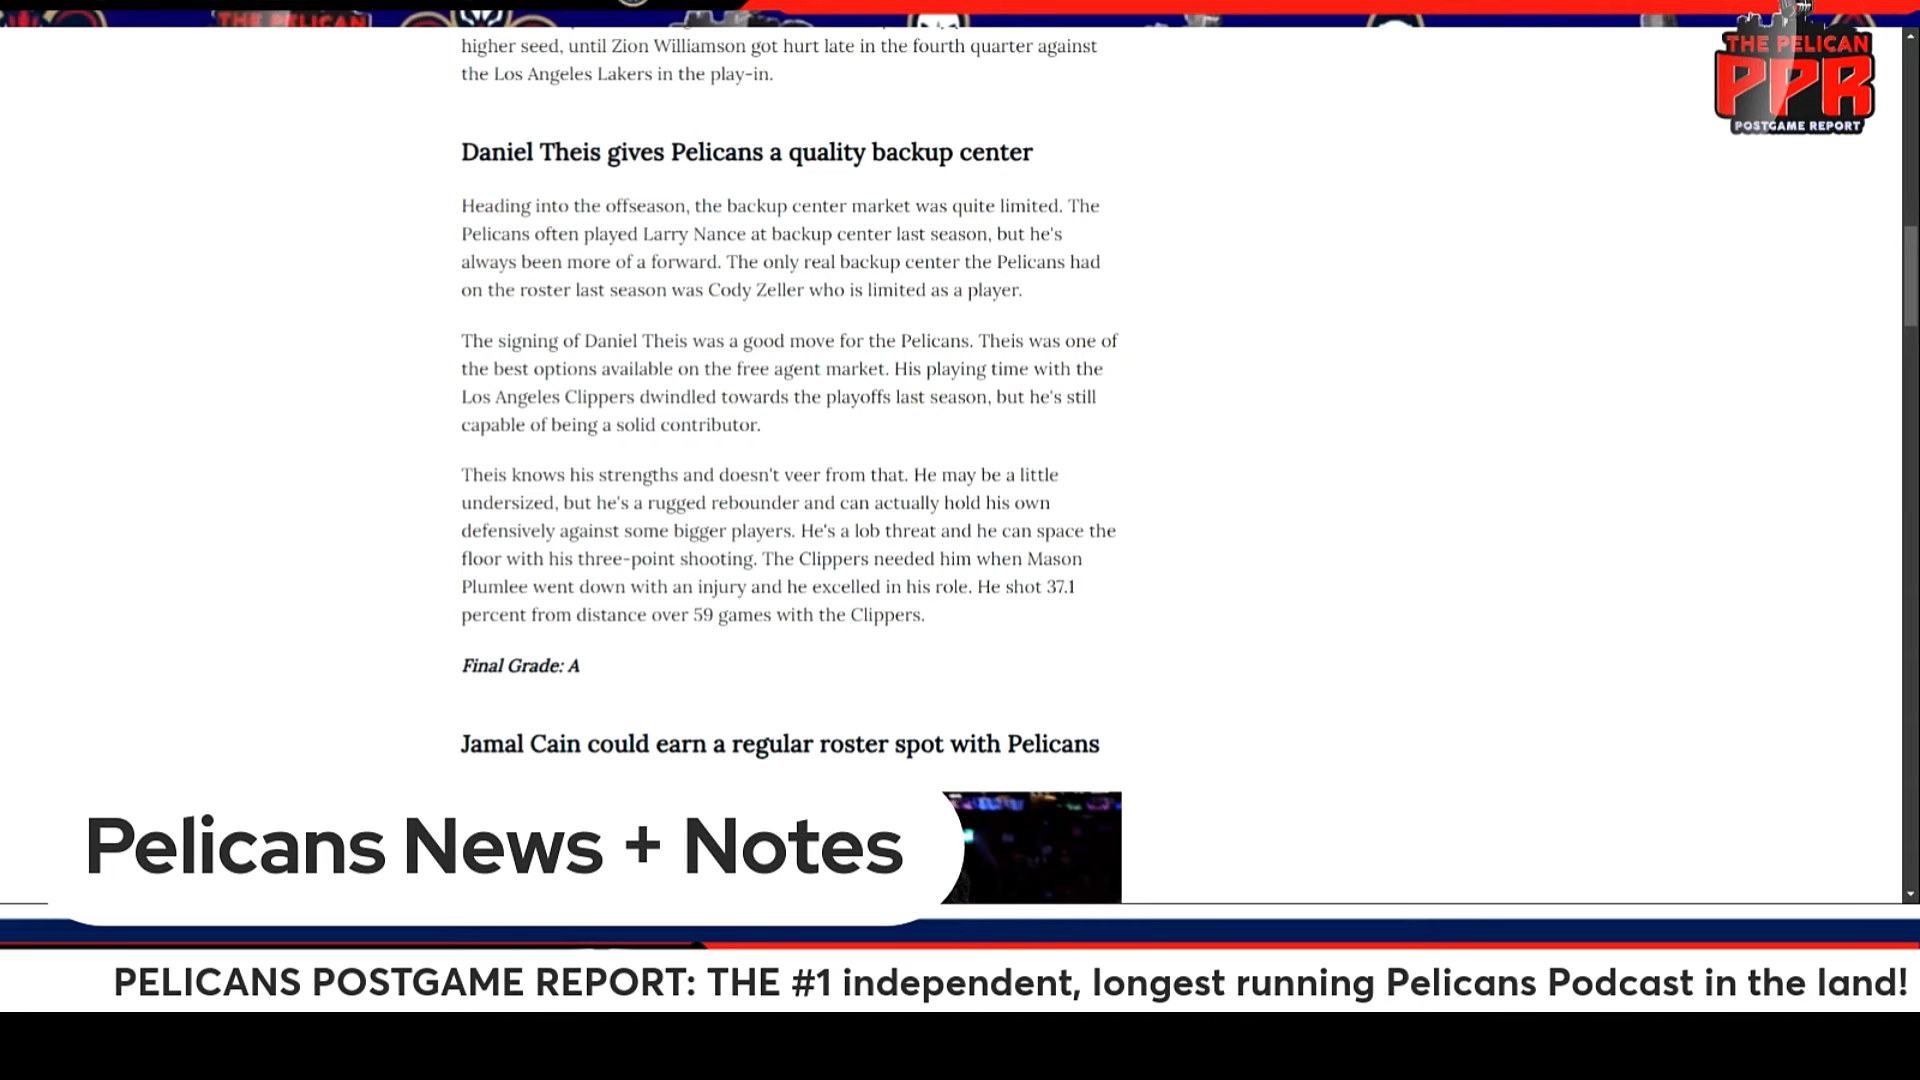 THE PELICAN
higher seed, until Zion Williamson got hurt late in the fourth quarter against
the Los Angeles Lakers in the play-in.
THE PELICAN
PPR
POSTGAME REPORT
Daniel Theis gives Pelicans a quality backup center
Heading into the offseason, the backup center market was quite limited. The
Pelicans often played Larry Nance at backup center last season, but he's
always been more of a forward. The only real backup center the Pelicans had
on the roster last season was Cody Zeller who is limited as a player.
The signing of Daniel Theis was a good move for the Pelicans. Theis was one of
the best options available on the free agent market. His playing time with the
Los Angeles Clippers dwindled towards the playoffs last season, but he's still
capable of being a solid contributor.
Theis knows his strengths and doesn't veer from that. He may be a little
undersized, but he's a rugged rebounder and can actually hold his own
defensively against some bigger players. He's a lob threat and he can space the
floor with his three-point shooting. The Clippers needed him when Mason
Plumlee went down with an injury and he excelled in his role. He shot 37.1
percent from distance over 59 games with the Clippers.
Final Grade: A
Jamal Cain could earn a regular roster spot with Pelicans
Pelicans News + Notes
PELICANS POSTGAME REPORT: THE #1 independent, longest running Pelicans Podcast in the land!